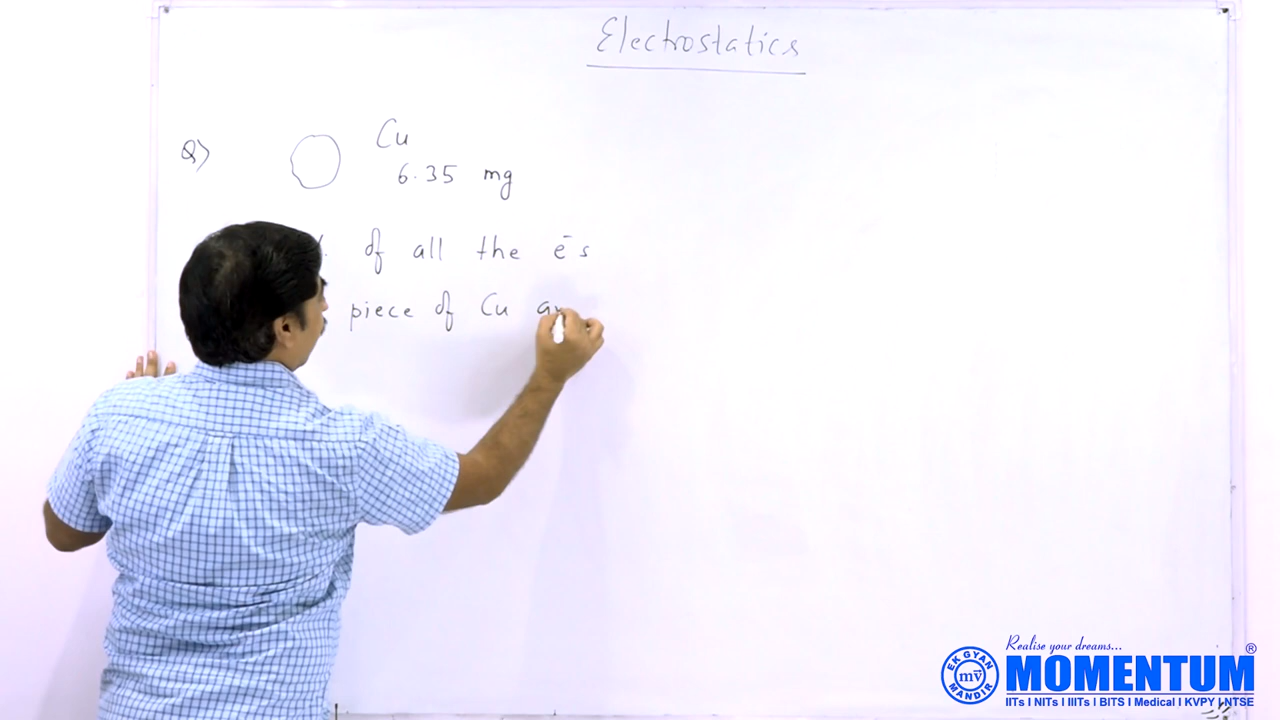 Electrostatics
Q>
Cu
6.35 mg
of all the e⁻s
piece of Cu
Realise your dreams...
EK GYAN
mv
MANDIR
MOMENTUM®
IITs I NITs I IIITs I BITS I Medical I KVPY I NTSE